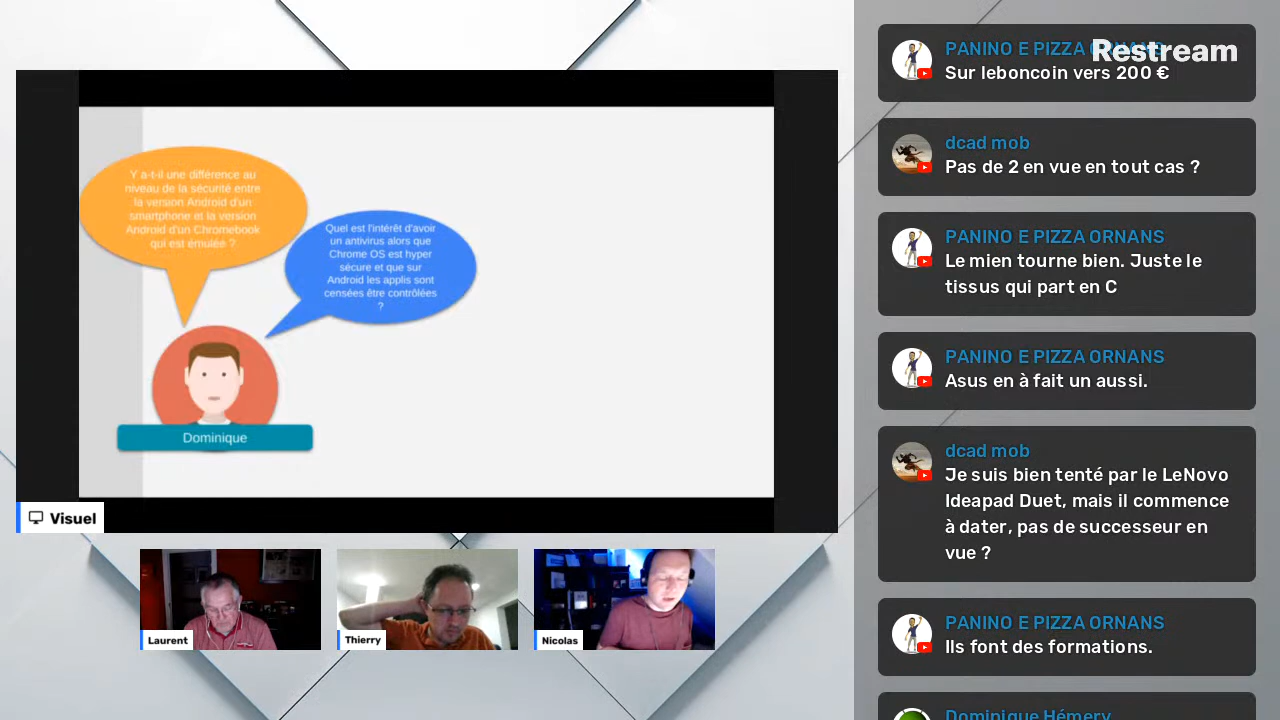 Y a-t-il une différence au
niveau de la sécurité entre
la version Android d'un
smartphone et la version
Android d'un Chromebook
qui est émulée ?
Quel est l'intérêt d'avoir
un antivirus alors que
Chrome OS est hyper
sécure et que sur
Android les applis sont
censées être contrôlées
?
Dominique
Visuel
Laurent
Thierry
Nicolas
Restream
PANINO E PIZZA ORNANS
Sur leboncoin vers 200 €
dcad mob
Pas de 2 en vue en tout cas ?
PANINO E PIZZA ORNANS
Le mien tourne bien. Juste le
tissus qui part en C
PANINO E PIZZA ORNANS
Asus en à fait un aussi.
dcad mob
Je suis bien tenté par le LeNovo
Ideapad Duet, mais il commence
à dater, pas de successeur en
vue ?
PANINO E PIZZA ORNANS
Ils font des formations.
Dominique Hémery